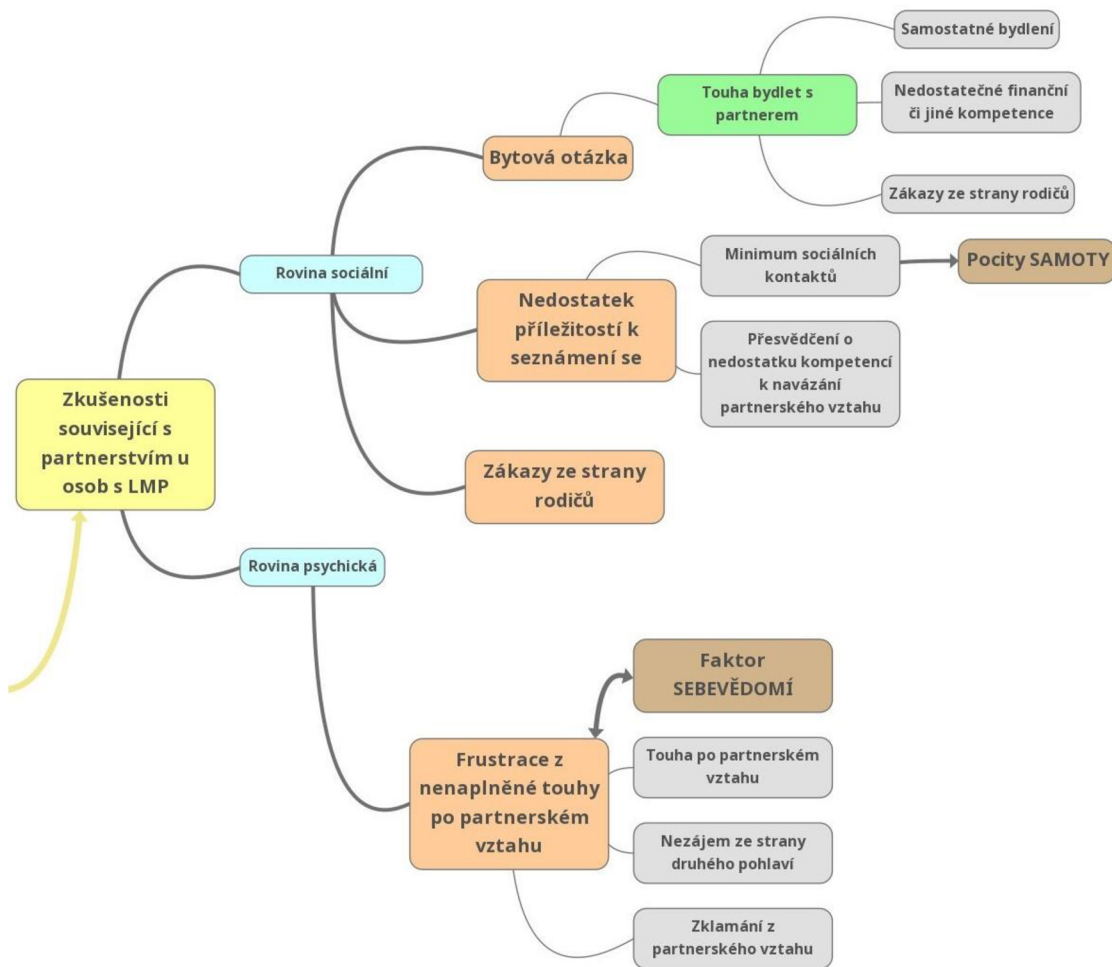 Samostatné bydlení
Touha bydlet s
partnerem
Nedostatečné finanční
či jiné kompetence
Bytová otázka
Zákazy ze strany rodičů
Rovina sociální
Minimum sociálních
kontaktů
Pocity SAMOTY
Nedostatek
příležitostí k
seznámení se
Přesvědčení o
nedostatku kompetencí
k navázání
partnerského vztahu
Zkušenosti
související s
partnerstvím u
osob s LMP
Zákazy ze strany
rodičů
Rovina psychická
Faktor
SEBEVĚDOMÍ
Frustrace z
nenaplněné touhy
po partnerském
vztahu
Touha po partnerském
vztahu
Nezájem ze strany
druhého pohlaví
Zklamání z
partnerského vztahu